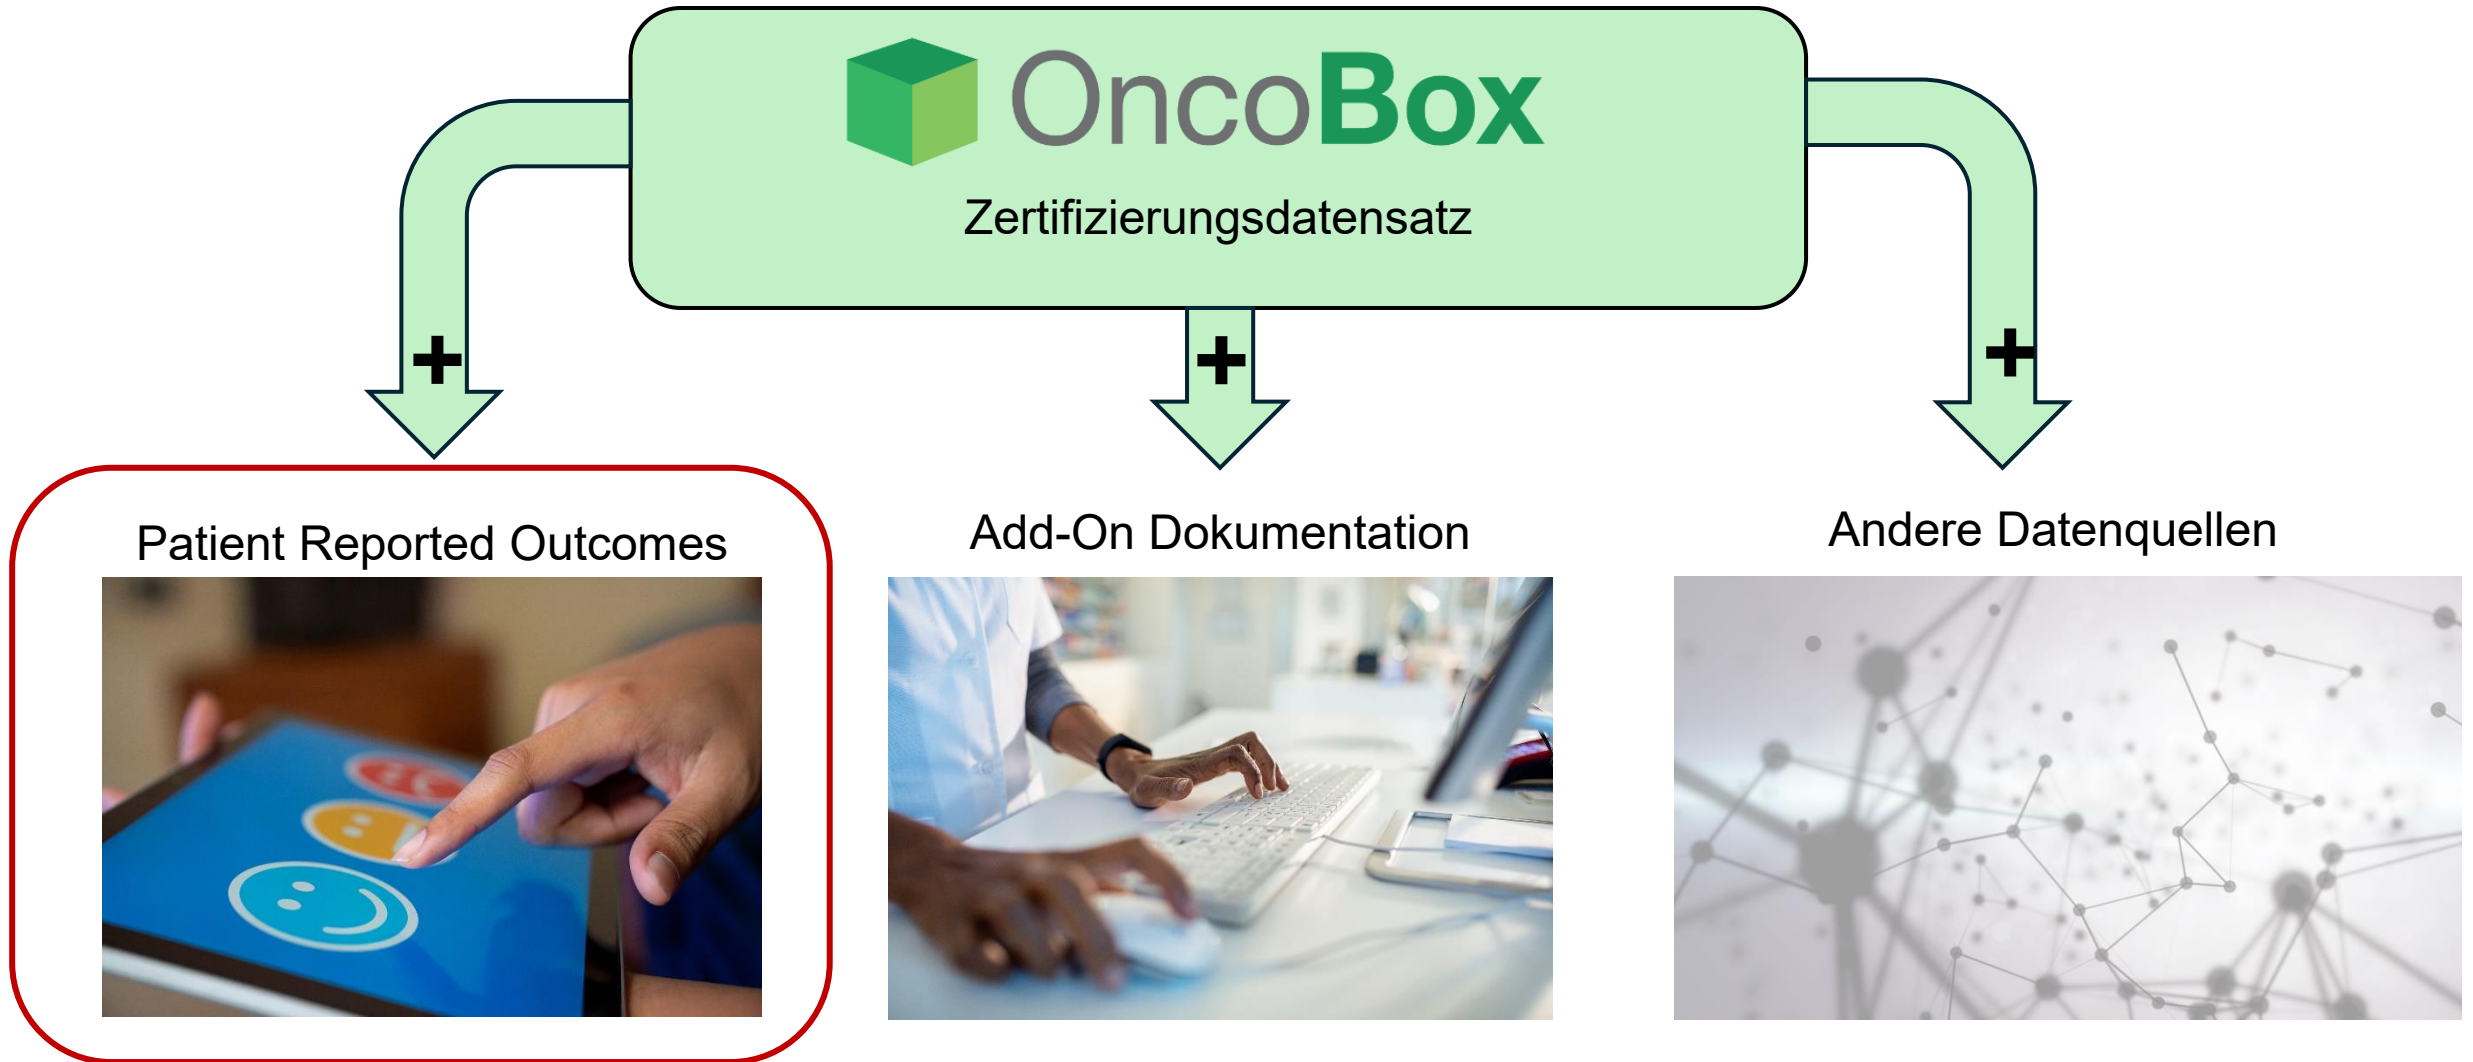 OncoBox
Zertifizierungsdatensatz
+
+
+
Patient Reported Outcomes
Add-On Dokumentation
Andere Datenquellen